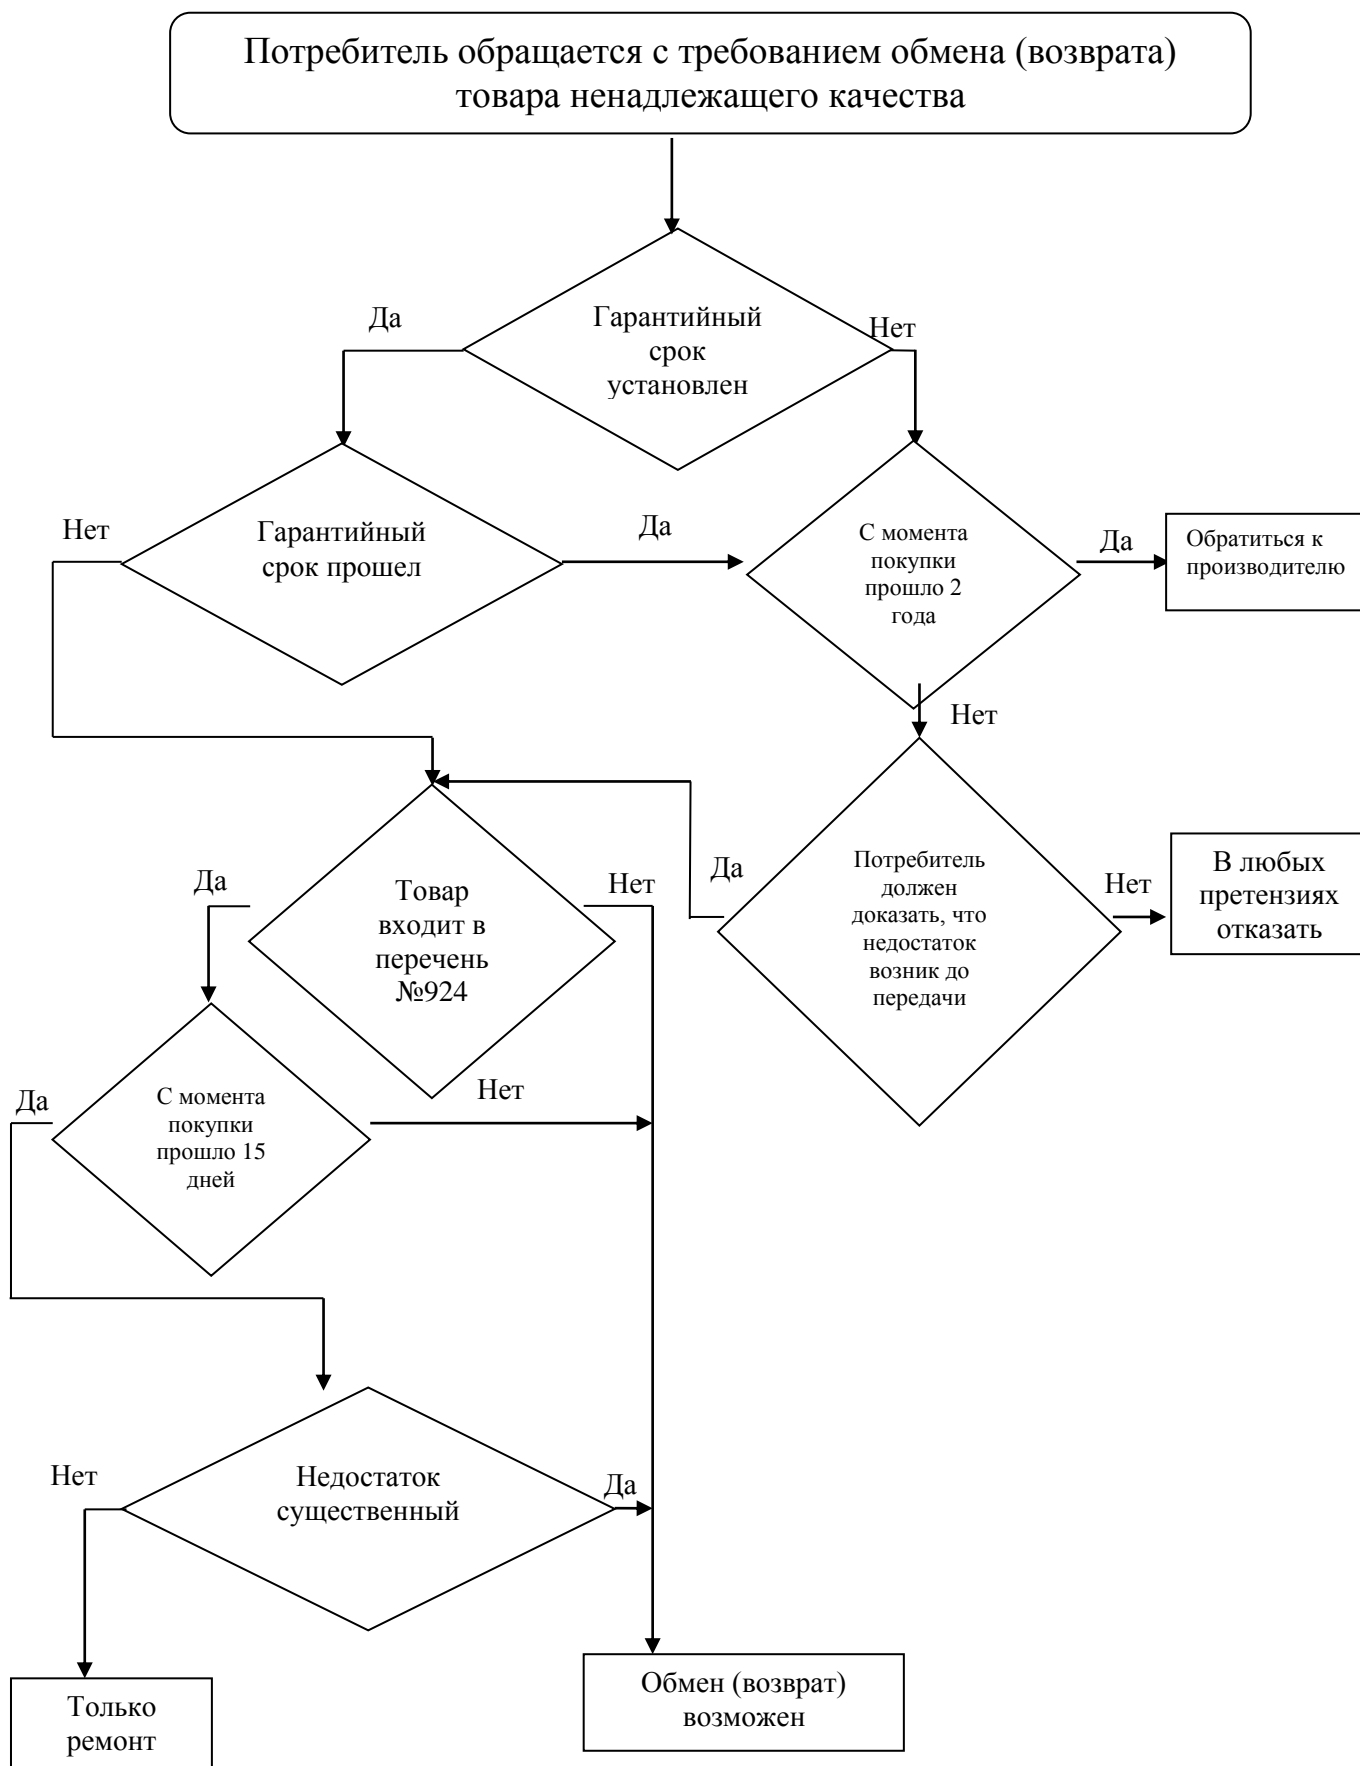 Потребитель обращается с требованием обмена (возврата)
товара ненадлежащего качества
Да
Гарантийный
срок
установлен
Нет
Нет
Гарантийный
срок прошел
Да
С момента
покупки
прошло 2
года
Да
Обратиться к
производителю
Нет
Да
Товар
входит в
перечень
№924
Нет
Да
Потребитель
должен
доказать, что
недостаток
возник до
передачи
Нет
В любых
претензиях
отказать
Да
С момента
покупки
прошло 15
дней
Нет
Нет
Недостаток
существенный
Да
Только
ремонт
Обмен (возврат)
возможен